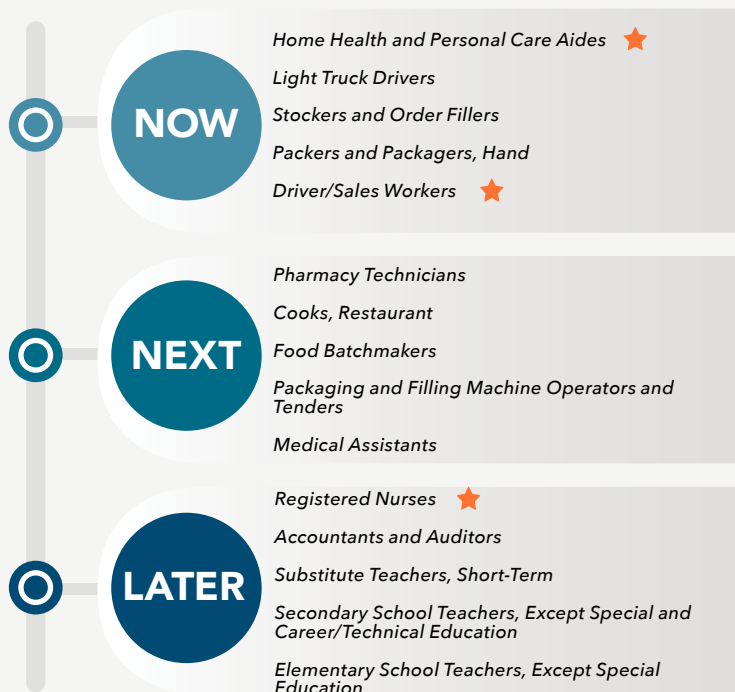 NOW
Home Health and Personal Care Aides
Light Truck Drivers
Stockers and Order Fillers
Packers and Packagers, Hand
Driver/Sales Workers
NEXT
Pharmacy Technicians
Cooks, Restaurant
Food Batchmakers
Packaging and Filling Machine Operators and
Tenders
Medical Assistants
LATER
Registered Nurses
Accountants and Auditors
Substitute Teachers, Short-Term
Secondary School Teachers, Except Special and
Career/Technical Education
Elementary School Teachers, Except Special
Education